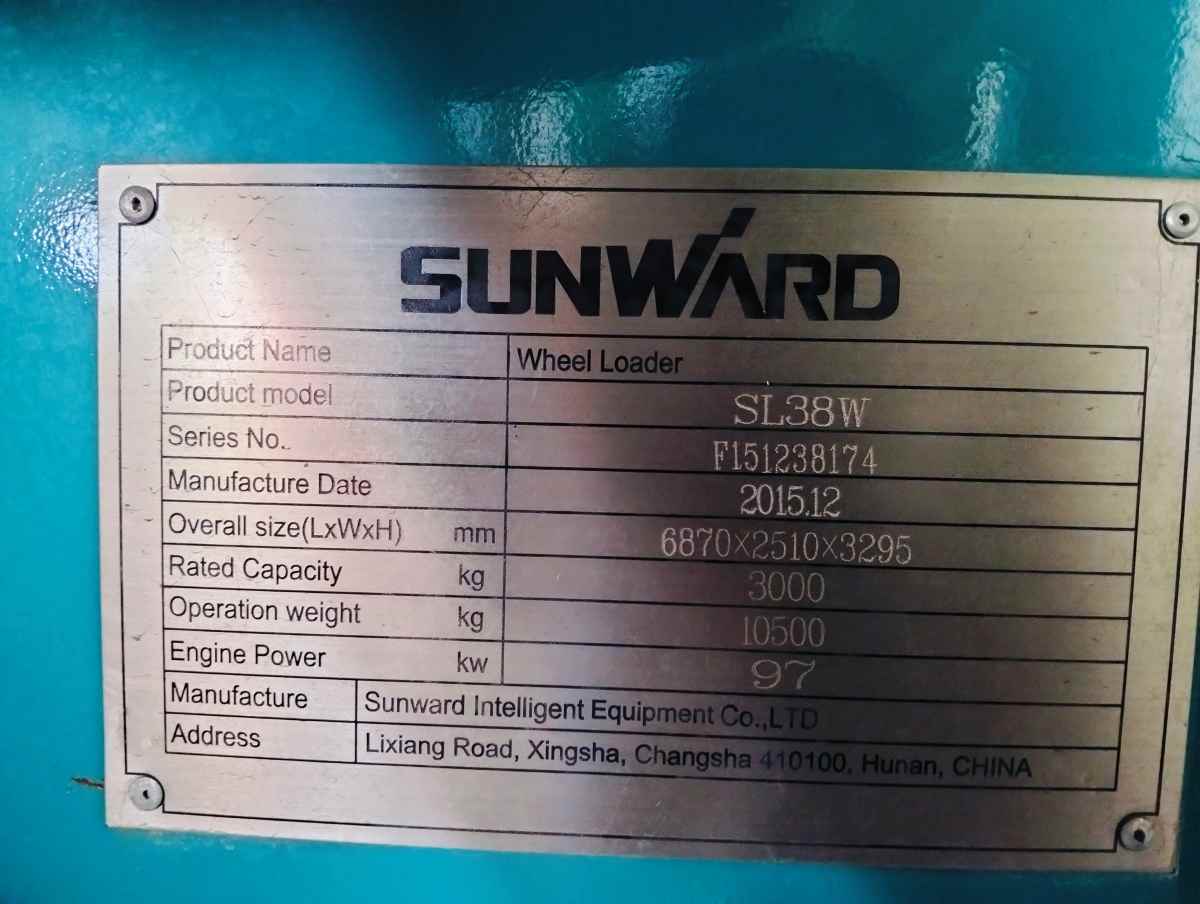 SUNWARD
Product Name Wheel Loader
Product model SL38W
Series No. F151238174
Manufacture Date 2015.12
Overall size(LxWxH) mm 6870×2510×3295
Rated Capacity kg 3000
Operation weight kg 10500
Engine Power kw 97
Manufacture Sunward Intelligent Equipment Co.,LTD
Address Lixiang Road, Xingsha, Changsha 410100, Hunan, CHINA